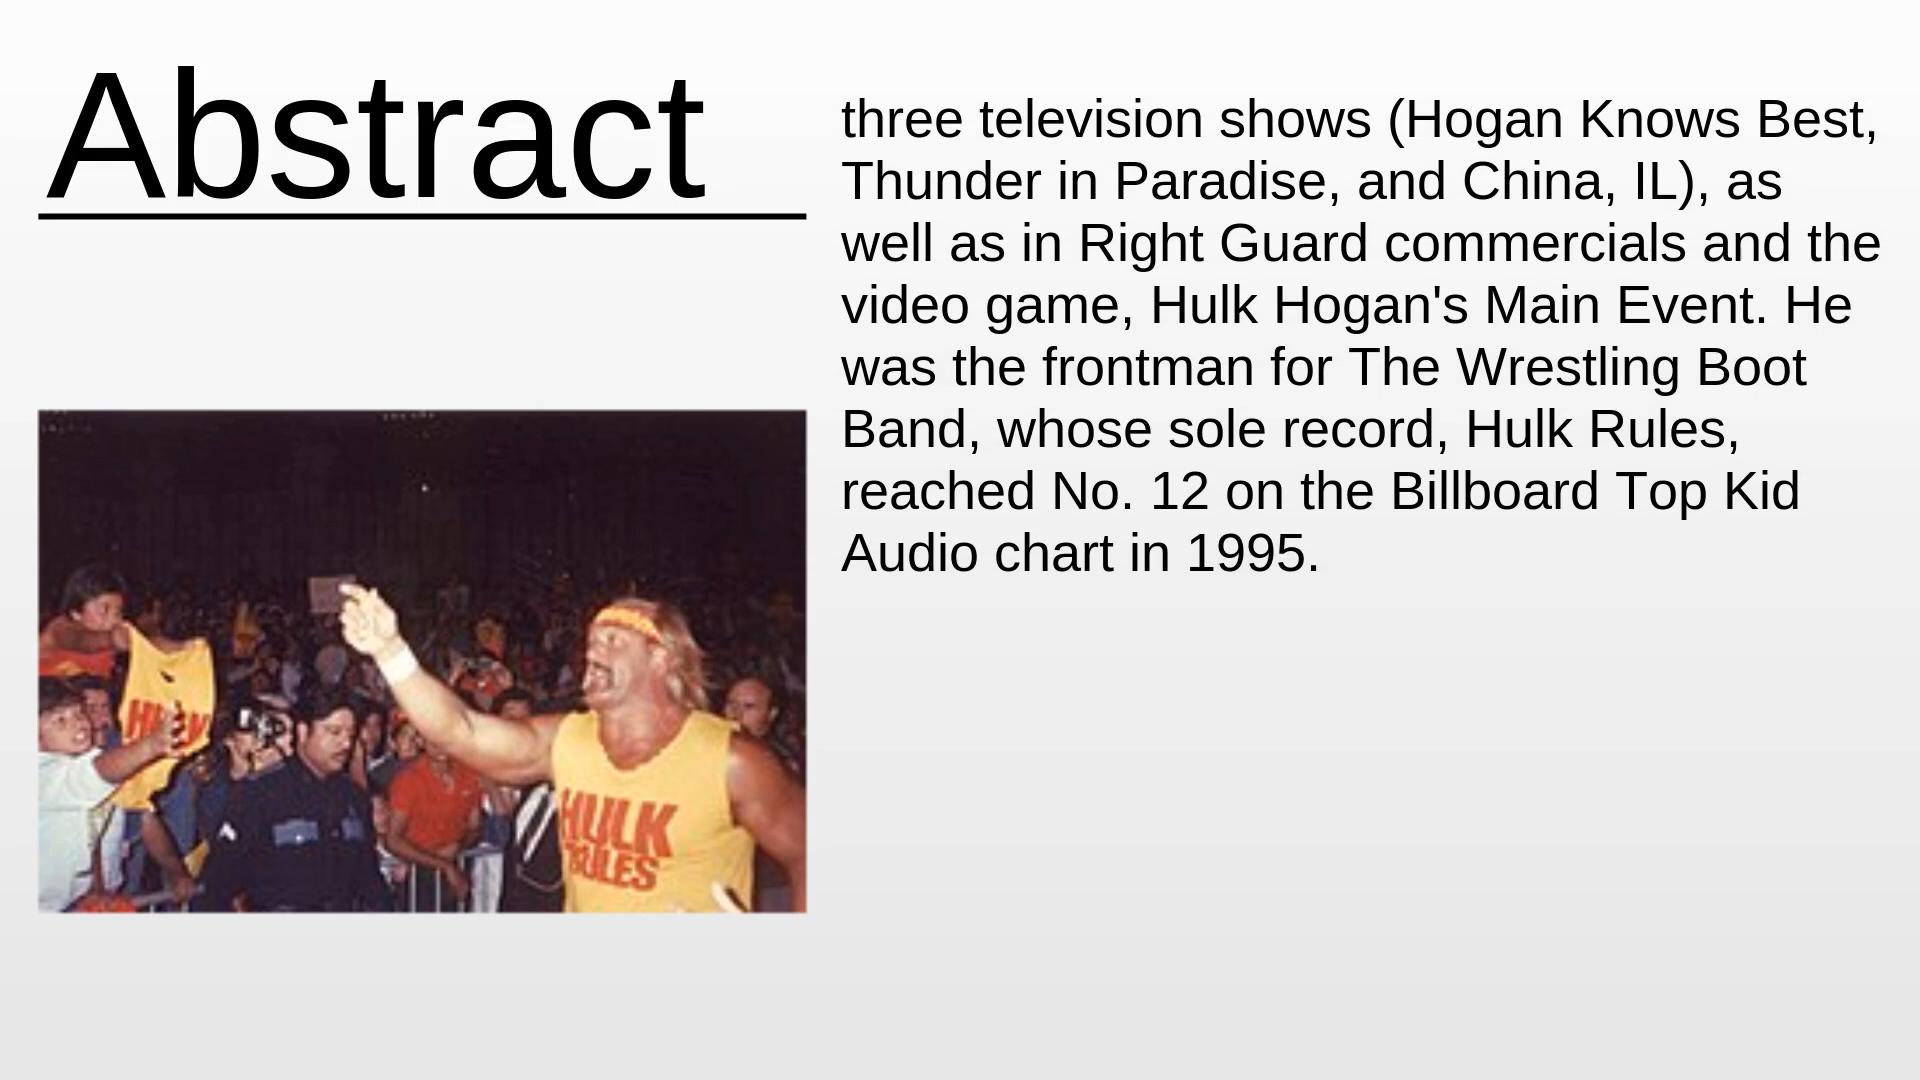 Abstract
three television shows (Hogan Knows Best,
Thunder in Paradise, and China, IL), as
well as in Right Guard commercials and the
video game, Hulk Hogan's Main Event. He
was the frontman for The Wrestling Boot
Band, whose sole record, Hulk Rules,
reached No. 12 on the Billboard Top Kid
Audio chart in 1995.
HULK
HULK
RULES